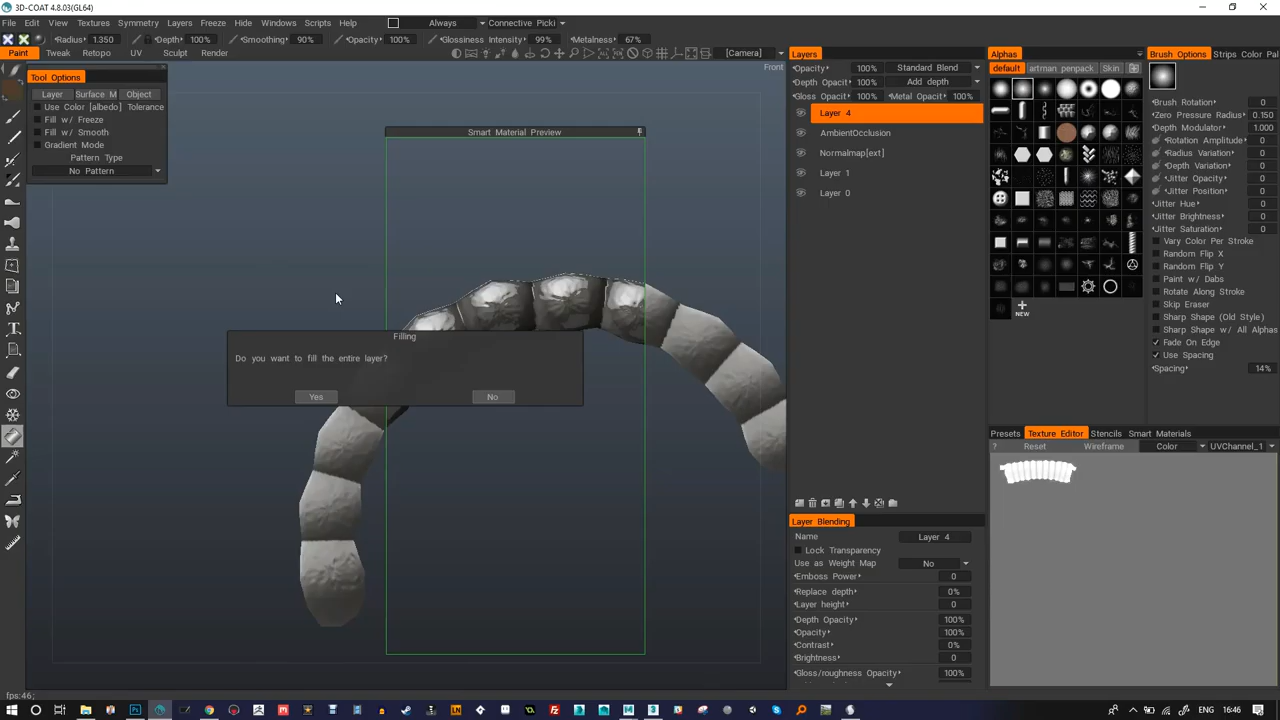 3D-COAT 4.8.03(GL64)
File Edit View Textures Symmetry Camera Layers Freeze Hide Windows Scripts Help Always Connective Picki
Radius 1.350 Depth 100% Smoothing 90% Opacity 100% Glossiness Intensity 99% Metalness 67%
Paint Tweak Retopo UV Sculpt Render [Camera]
Front
Tool Options
Layer Surface M Object
Use Color [abedo] Tolerance
Fill w/ Freeze
Fill w/ Smooth
Gradient Mode
Pattern Type
No Pattern
Smart Material Preview
Filling
Do you want to fill the entire layer?
Yes No
fps:46;
Layers
Opacity 100% Standard Blend
Depth Opacit 100% Add depth
Gloss Opacit 100% Metal Opacit 100%
Layer 4
AmbientOcclusion
Normalmap[ext]
Layer 1
Layer 0
Layer Blending
Name Layer 4
Lock Transparency
Use as Weight Map No
Emboss Power 0
Replace depth 0%
Layer height 0
Depth Opacity 100%
Opacity 100%
Contrast 0%
Brightness 0
Gloss/roughness Opacity 100%
Alphas
default artman penpack Skin
NEW
Brush Options Strips Color Pal
Brush Rotation 0
Zero Pressure Radius 0.150
Depth Modulator 1.000
Rotation Amplitude 0
Radius Variation 0
Depth Variation 0
Jitter Opacity 0
Jitter Position 0
Jitter Hue 0
Jitter Brightness 0
Jitter Saturation 0
Vary Color Per Stroke
Random Flip X
Random Flip Y
Paint w/ Dabs
Rotate Along Stroke
Skip Eraser
Sharp Shape (Old Style)
Sharp Shape w/ All Alphas
Fade On Edge
Use Spacing
Spacing 14%
Presets Texture Editor Stencils Smart Materials
? Reset Wireframe Color UVChannel_1
ENG 16:46